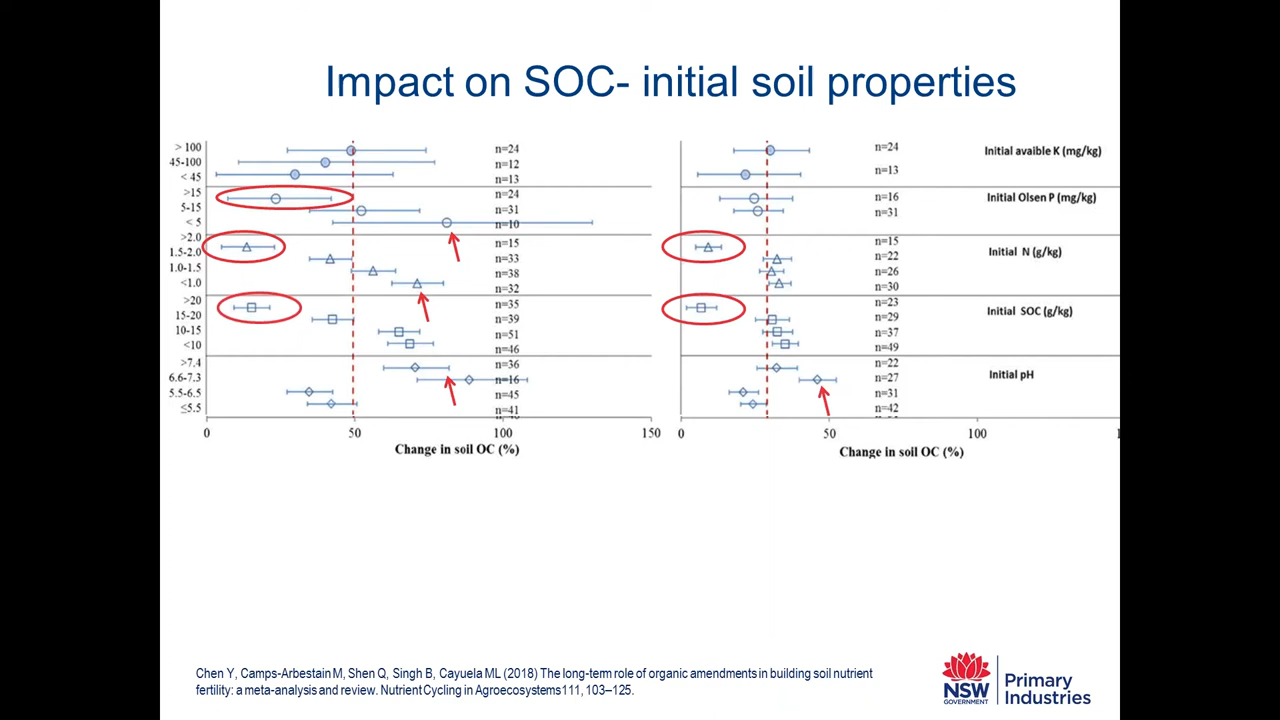 Impact on SOC- initial soil properties
> 100
45-100
< 45
>15
5-15
< 5
>2.0
1.5-2.0
1.0-1.5
<1.0
>20
15-20
10-15
<10
>7.4
6.6-7.3
5.5-6.5
≤5.5
n=24
n=12
n=13
n=24
n=31
n=10
n=15
n=33
n=38
n=32
n=35
n=39
n=51
n=46
n=36
n=16
n=45
n=41
0
50
100
150
Change in soil OC (%)
n=24
n=13
n=16
n=31
n=15
n=22
n=26
n=30
n=23
n=29
n=37
n=49
n=22
n=27
n=31
n=42
Initial avaible K (mg/kg)
Initial Olsen P (mg/kg)
Initial N (g/kg)
Initial SOC (g/kg)
Initial pH
0
50
100
1
Change in soil OC (%)
Chen Y, Camps-Arbestain M, Shen Q, Singh B, Cayuela ML (2018) The long-term role of organic amendments in building soil nutrient
fertility: a meta-analysis and review. Nutrient Cycling in Agroecosystems 111, 103–125.
NSW
GOVERNMENT
Primary
Industries